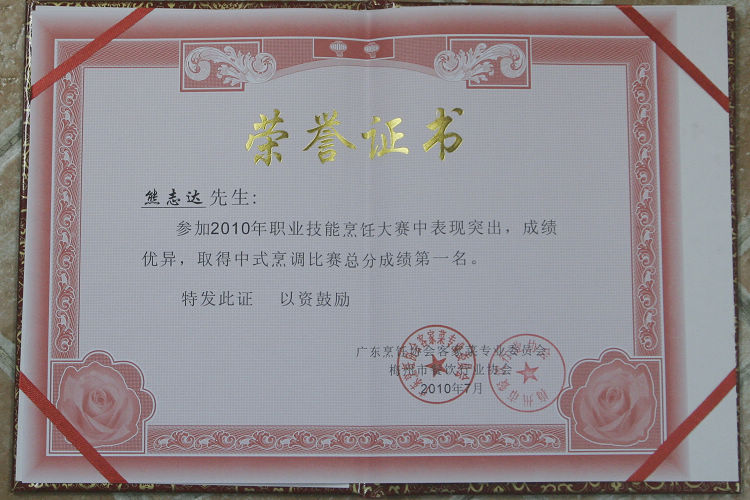 荣誉证书
熊志达先生:
参加2010年职业技能烹饪大赛中表现突出，成绩
优异，取得中式烹调比赛总分成绩第一名。
特发此证 以资鼓励
广东烹饪协会客家菜专业委员会
梅州市餐饮行业协会
2010年7月